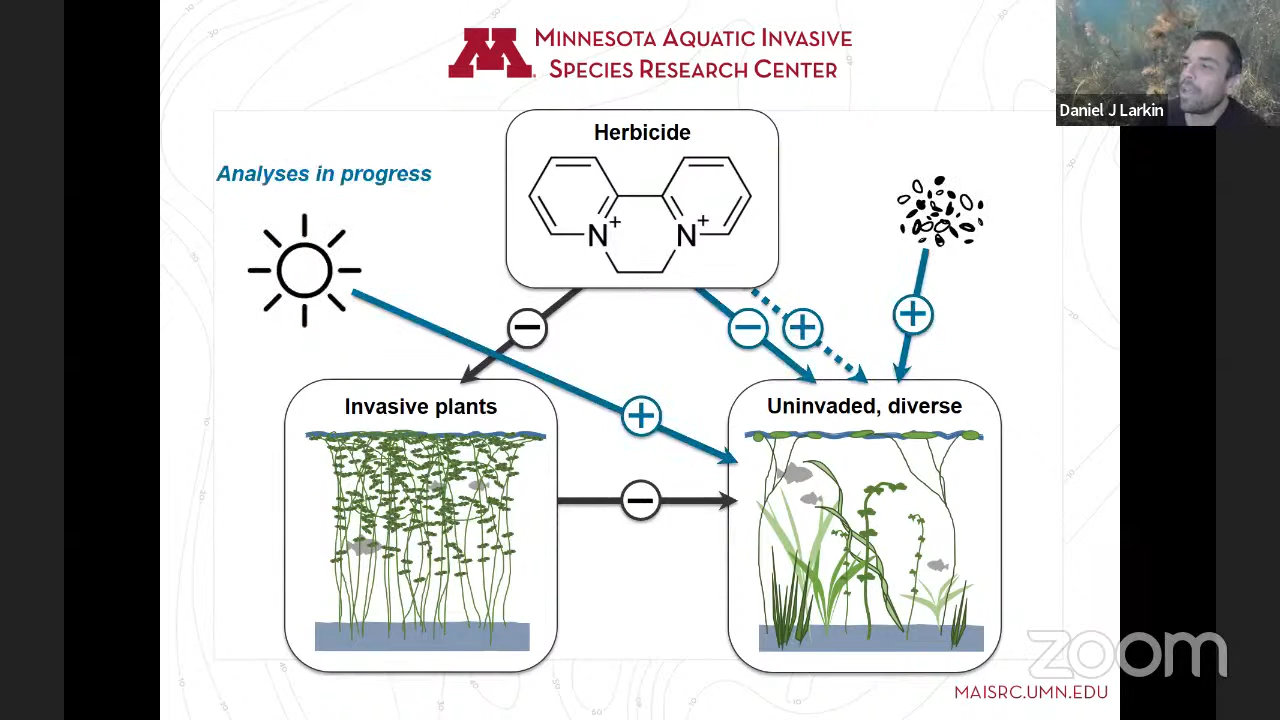 MINNESOTA AQUATIC INVASIVE
SPECIES RESEARCH CENTER
Daniel J Larkin
Herbicide
Analyses in progress
N+
N+
Invasive plants
Uninvaded, diverse
zoom
MAISRC.UMN.EDU